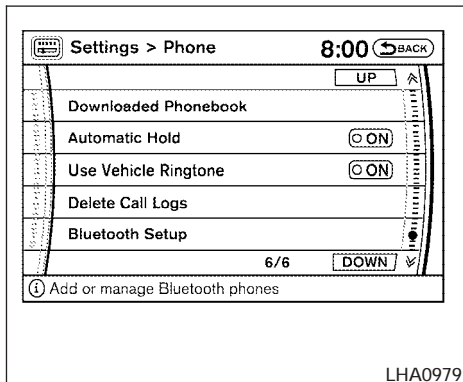 Settings > Phone 8:00 BACK
UP
Downloaded Phonebook
Automatic Hold ON
Use Vehicle Ringtone ON
Delete Call Logs
Bluetooth Setup
6/6 DOWN
i Add or manage Bluetooth phones
LHA0979